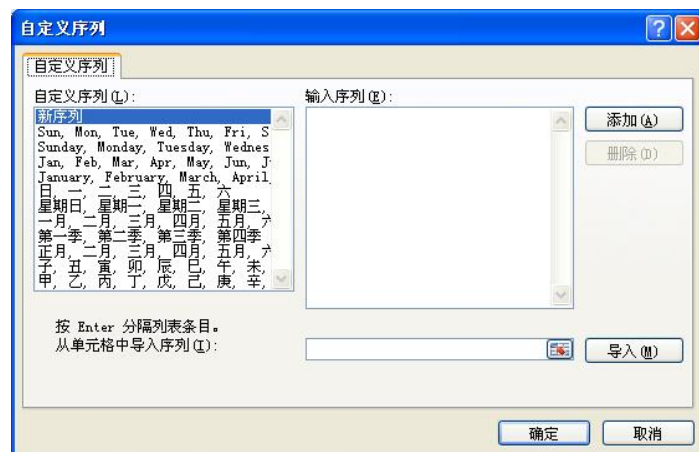 自定义序列
自定义序列
自定义序列(L):
输入序列(E):
新序列
Sun, Mon, Tue, Wed, Thu, Fri, S
Sunday, Monday, Tuesday, Wednes
Jan, Feb, Mar, Apr, May, Jun, J
January, February, March, April,
日, 一, 二, 三, 四, 五, 六
星期日, 星期一, 星期二, 星期三,
一月, 二月, 三月, 四月, 五月, 六
第一季, 第二季, 第三季, 第四季
正月, 二月, 三月, 四月, 五月, 六
子, 丑, 寅, 卯, 辰, 巳, 午, 未,
甲, 乙, 丙, 丁, 戊, 己, 庚, 辛,
添加(A)
删除(D)
按 Enter 分隔列表条目。
从单元格中导入序列(I):
导入(M)
确定
取消